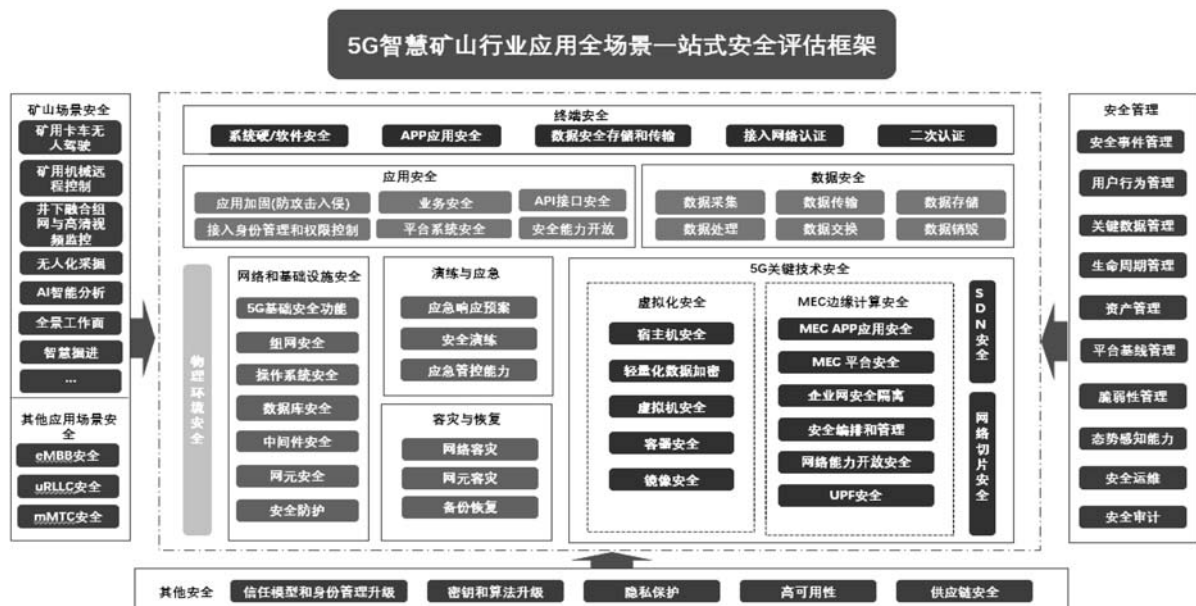 5G智慧矿山行业应用全场景一站式安全评估框架
矿山场景安全
矿用卡车无
人驾驶
矿用机械远
程控制
井下融合组
网与高清视
频监控
无人化采掘
AI智能分析
全景工作面
智慧掘进
...
其他应用场景安
全
eMBB安全
uRLLC安全
mMTC安全
终端安全
系统硬/软件安全
APP应用安全
数据安全存储和传输
接入网络认证
二次认证
应用安全
应用加固(防攻击入侵)
业务安全
API接口安全
接入身份管理和权限控制
平台系统安全
安全能力开放
数据安全
数据采集
数据传输
数据存储
数据处理
数据交换
数据销毁
物理环境安全
网络和基础设施安全
5G基础安全功能
组网安全
操作系统安全
数据库安全
中间件安全
网元安全
安全防护
演练与应急
应急响应预案
安全演练
应急管控能力
容灾与恢复
网络容灾
网元容灾
备份恢复
5G关键技术安全
虚拟化安全
宿主机安全
轻量化数据加密
虚拟机安全
容器安全
镜像安全
MEC边缘计算安全
MEC APP应用安全
MEC 平台安全
企业网安全隔离
安全编排和管理
网络能力开放安全
UPF安全
SDN安全
网络切片安全
安全管理
安全事件管理
用户行为管理
关键数据管理
生命周期管理
资产管理
平台基线管理
脆弱性管理
态势感知能力
安全运维
安全审计
其他安全
信任模型和身份管理升级
密钥和算法升级
隐私保护
高可用性
供应链安全